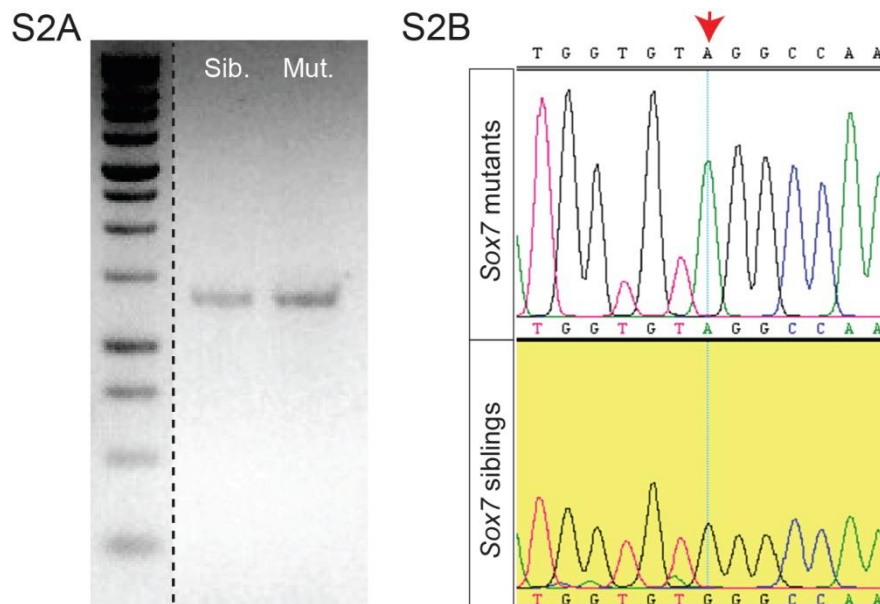 S2A
Sib. Mut.
S2B
T G G T G T A G G C C A A
Sox7 mutants
T G G T G T A G G C C A A
Sox7 siblings
T G G T G T G G G C C A A